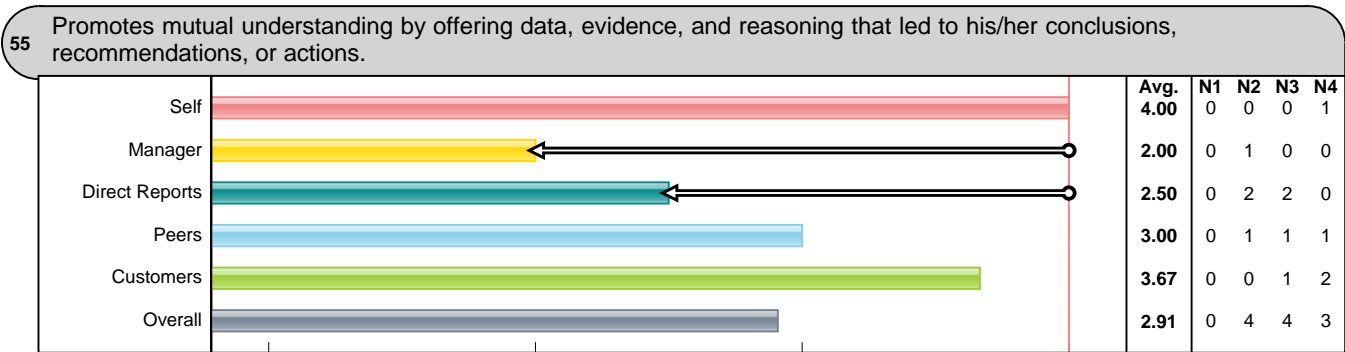 55
Promotes mutual understanding by offering data, evidence, and reasoning that led to his/her conclusions,
recommendations, or actions.
Avg. N1 N2 N3 N4
Self 4.00 0 0 0 1
Manager 2.00 0 1 0 0
Direct Reports 2.50 0 2 2 0
Peers 3.00 0 1 1 1
Customers 3.67 0 0 1 2
Overall 2.91 0 4 4 3